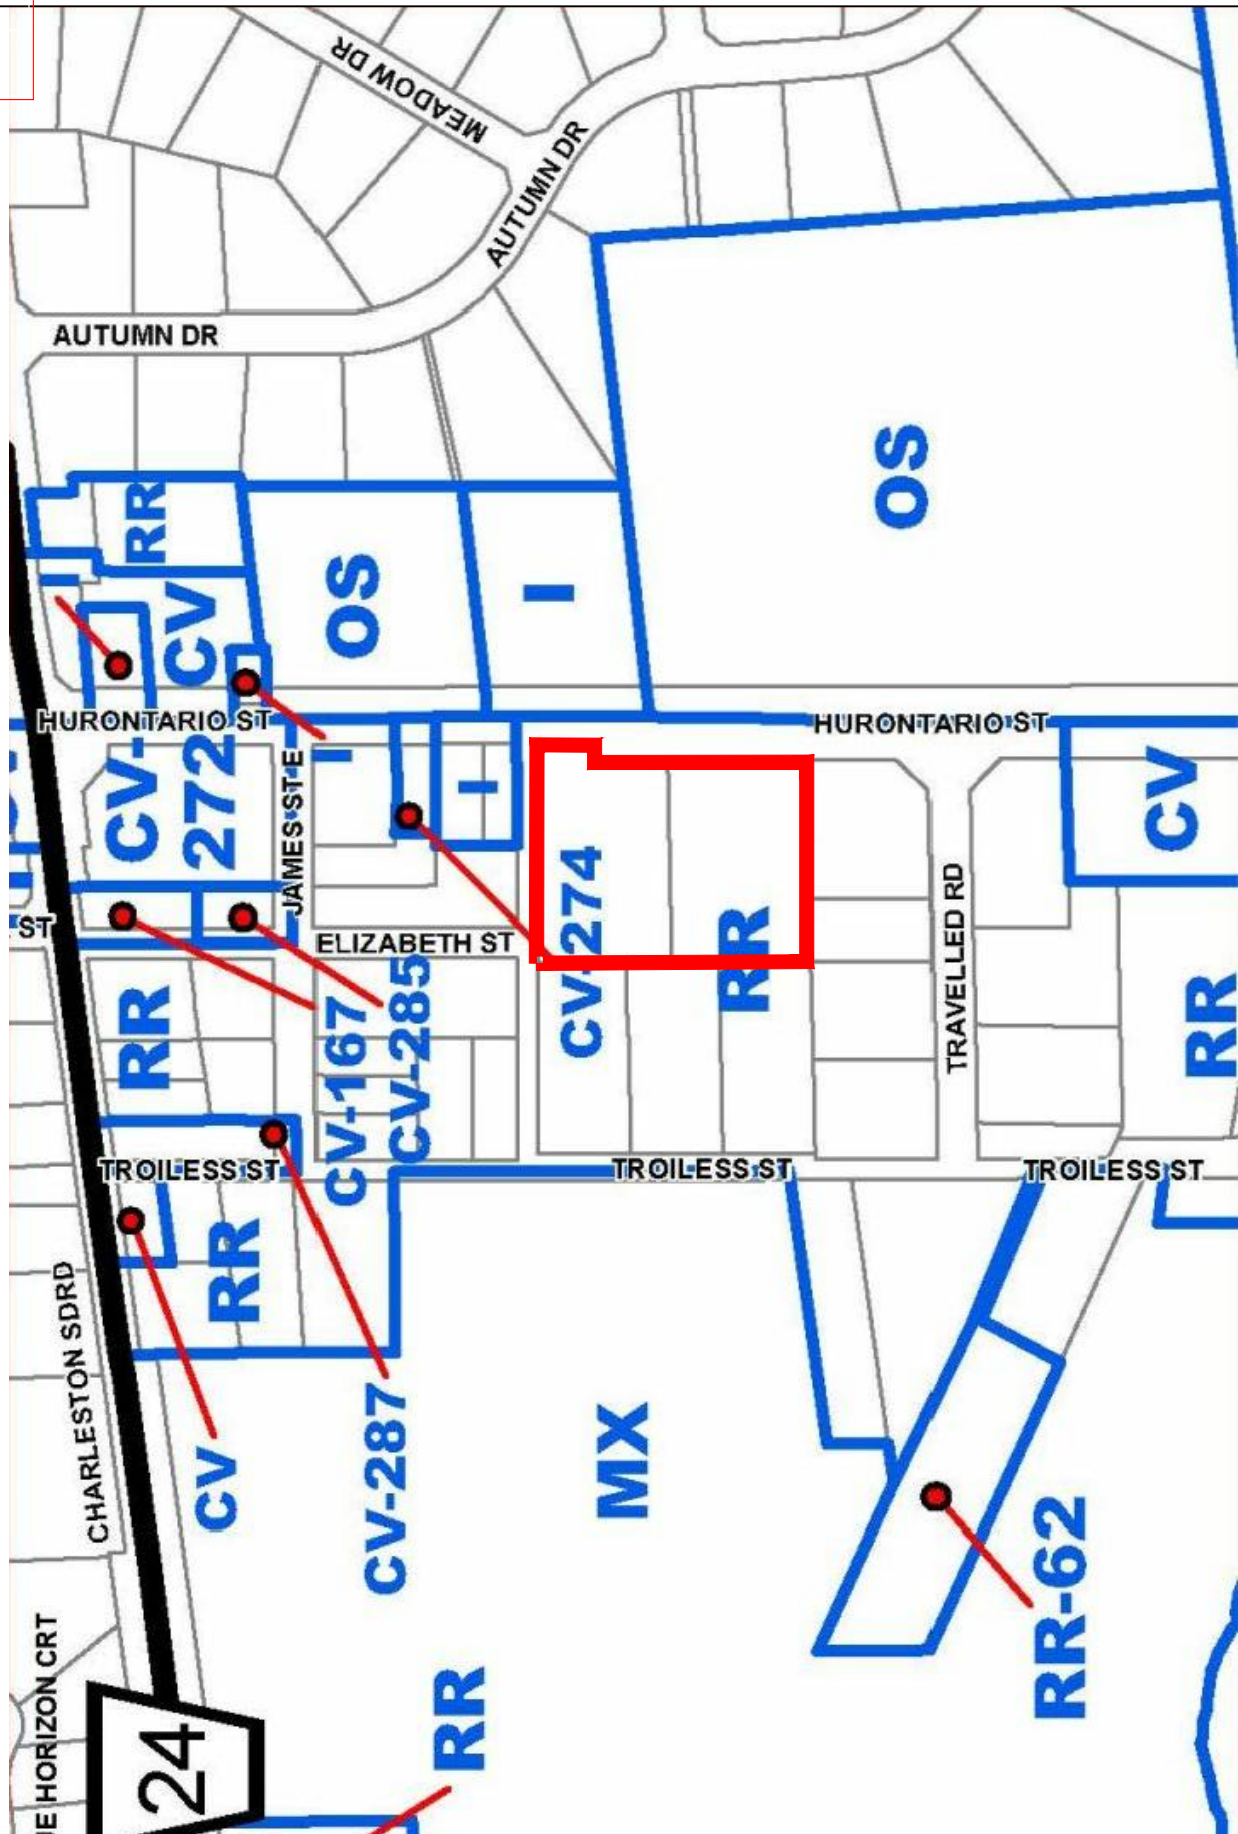 MEADOW DR
AUTUMN DR
AUTUMN DR
OS
RR
OS
I
I
CV
HURONTARIO ST
HURONTARIO ST
CV-
272
JAMES ST E
I
I
CV
CV-274
RR
TRAVELLED RD
ST
ELIZABETH ST
RR
CV-167
CV-285
RR
TROILESS ST
TROILESS ST
TROILESS ST
RR
CHARLESTON SDRD
CV
CV-287
MX
RR-62
RR
HORIZON CRT
24